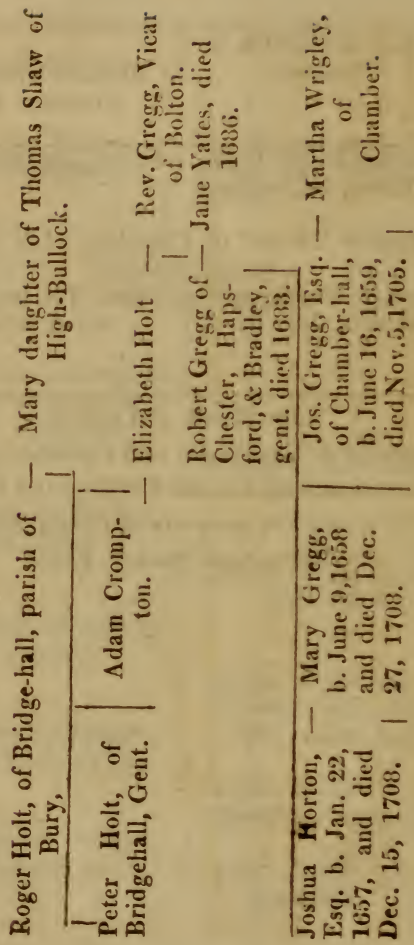 Roger Holt, of Bridge-hall, parish of Bury,
— Mary daughter of Thomas Shaw of
High-Bullock.
Peter Holt, of
Bridgehall, Gent.
Adam Cromp-
ton.
— Elizabeth Holt — Rev. Gregg, Vicar
of Bolton.
Robert Gregg of — Jane Yates, died
Chester, Haps- 1686.
ford, & Bradley,
gent. died 1683.
Joshua Horton,
Esq. b. Jan. 22,
1657, and died
Dec. 15, 1708.
— Mary Gregg,
b. June 9, 1658
and died Dec.
27, 1708.
Jos. Gregg, Esq.
of Chamber-hall,
b. June 16, 1659,
died Nov. 5, 1705.
— Martha Wrigley,
of
Chamber.